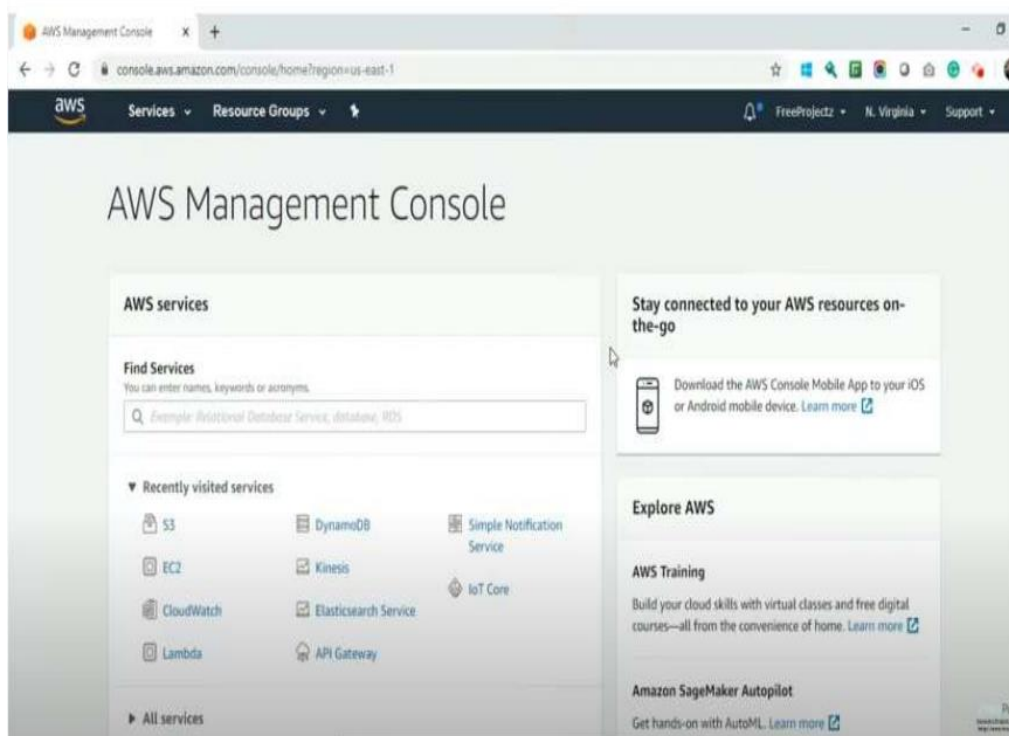 AWS Management Console
console.aws.amazon.com/console/home?region=us-east-1
aws Services Resource Groups FreeProjectz N. Virginia Support
AWS Management Console
AWS services
Find Services
You can enter names, keywords or acronyms.
Example: Relational Database Service, database, RDS
Recently visited services
S3
EC2
CloudWatch
Lambda
DynamoDB
Kinesis
Elasticsearch Service
API Gateway
Simple Notification
Service
IoT Core
All services
Stay connected to your AWS resources on-
the-go
Download the AWS Console Mobile App to your iOS
or Android mobile device. Learn more
Explore AWS
AWS Training
Build your cloud skills with virtual classes and free digital
courses—all from the convenience of home. Learn more
Amazon SageMaker Autopilot
Get hands-on with AutoML. Learn more